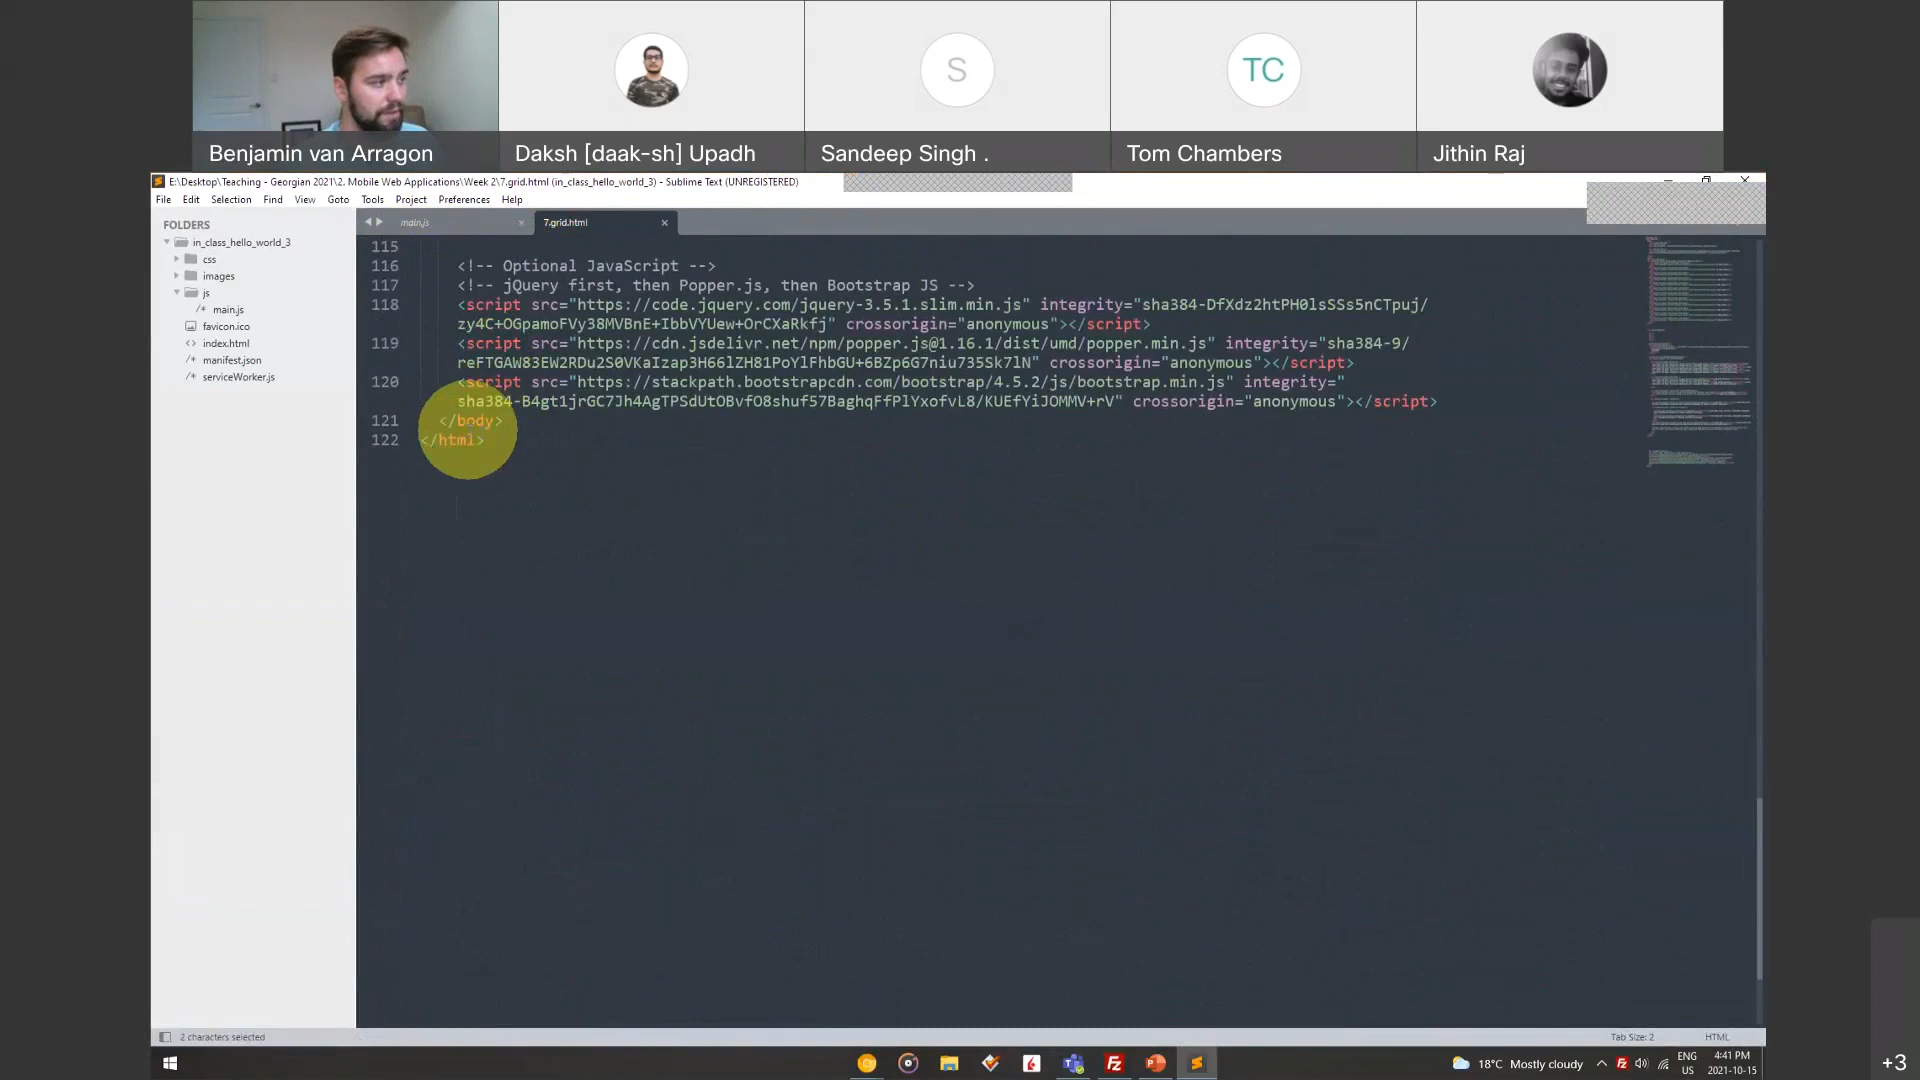 S
TC
Benjamin van Arragon
Daksh [daak-sh] Upadh
Sandeep Singh .
Tom Chambers
Jithin Raj
E:\Desktop\Teaching - Georgian 2021\2. Mobile Web Applications\Week 2\7.grid.html (in_class_hello_world_3) - Sublime Text (UNREGISTERED)
File Edit Selection Find View Goto Tools Project Preferences Help
FOLDERS
in_class_hello_world_3
css
images
js
/* main.js
favicon.ico
<> index.html
/* manifest.json
/* serviceWorker.js
main.js
7.grid.html
115
116 <!-- Optional JavaScript -->
117 <!-- jQuery first, then Popper.js, then Bootstrap JS -->
118 <script src="https://code.jquery.com/jquery-3.5.1.slim.min.js" integrity="sha384-DfXdz2htPH0lsSSs5nCTpuj/
zy4C+OGpamoFVy38MVBnE+IbbVYUew+OrCXaRkfj" crossorigin="anonymous"></script>
119 <script src="https://cdn.jsdelivr.net/npm/popper.js@1.16.1/dist/umd/popper.min.js" integrity="sha384-9/
reFTGAW83EW2RDu2S0VKaIzap3H66lZH81PoYlFhbGU+6BZp6G7niu735Sk7lN" crossorigin="anonymous"></script>
120 <script src="https://stackpath.bootstrapcdn.com/bootstrap/4.5.2/js/bootstrap.min.js" integrity="
sha384-B4gt1jrGC7Jh4AgTPSdUtOBvfO8shuf57BaghqFfPlYxofvL8/KUEfYiJOMMV+rV" crossorigin="anonymous"></script>
121 </body>
122 </html>
2 characters selected
Tab Size: 2
HTML
18°C Mostly cloudy
ENG
US
4:41 PM
2021-10-15
+3